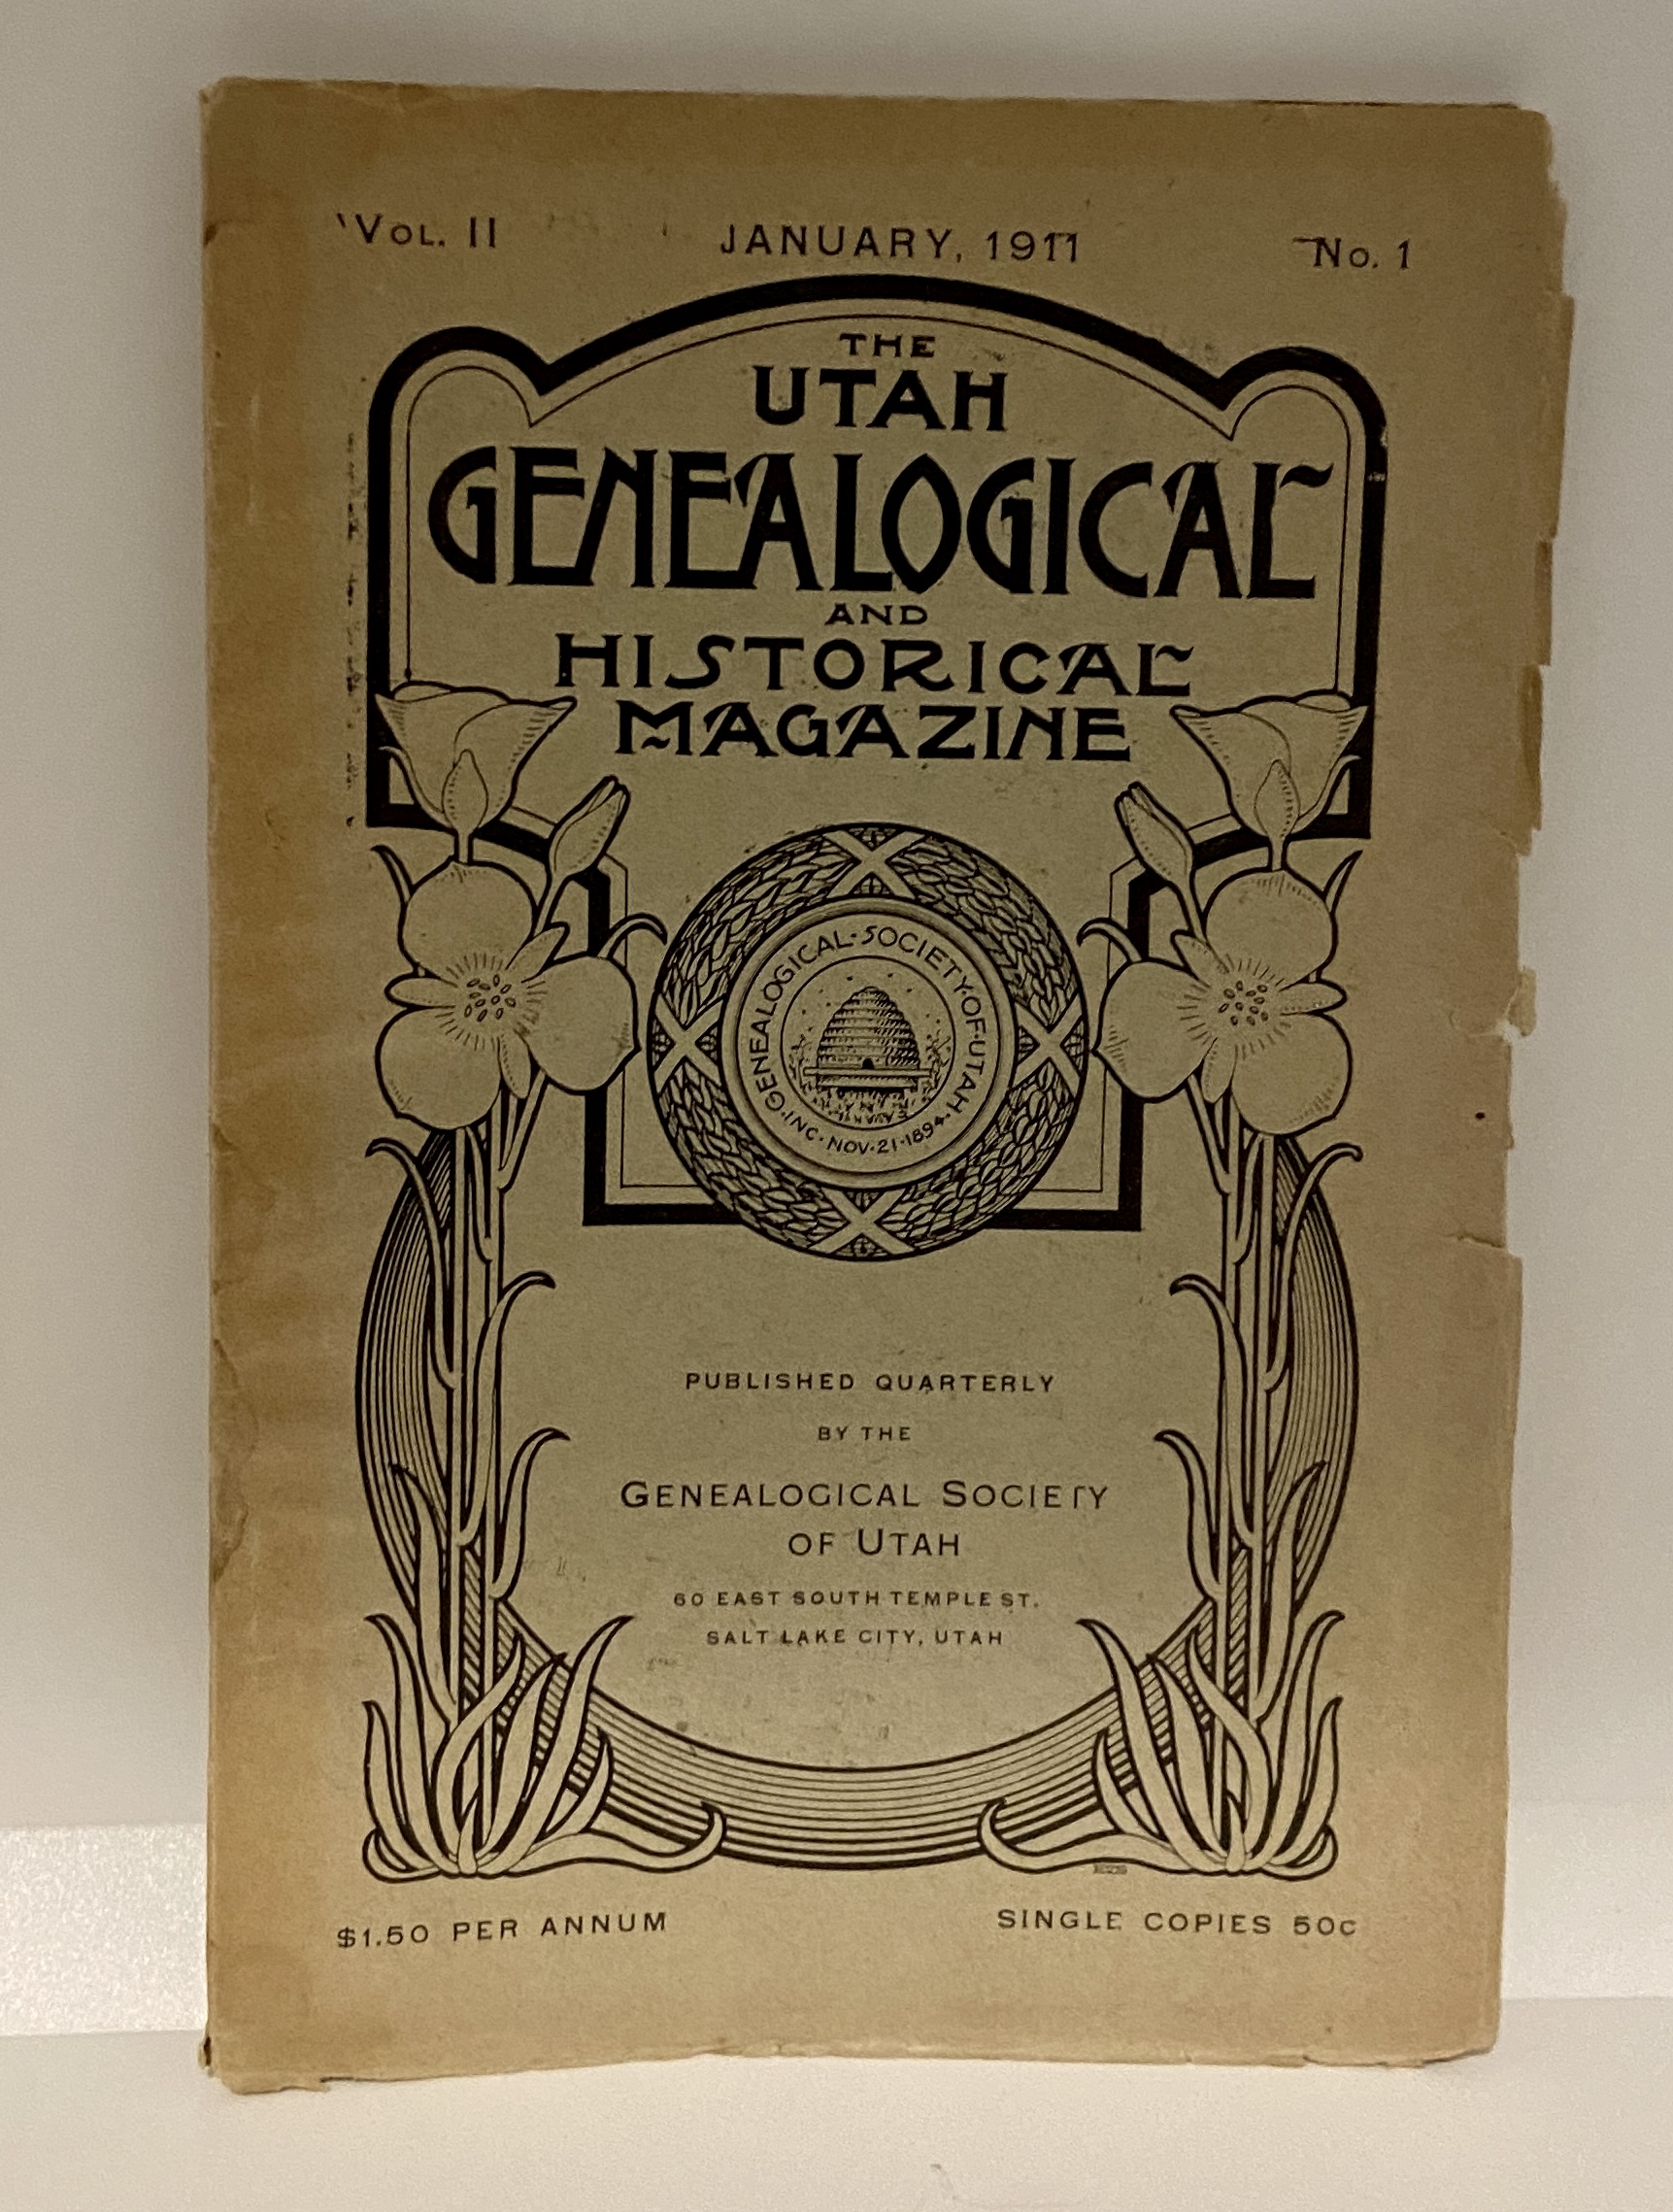 VOL. II JANUARY, 1911 No. 1
THE
UTAH
GENEALOGICAL
AND
HISTORICAL
MAGAZINE
GENEALOGICAL·SOCIETY·OF·UTAH·
·INC·NOV·21·1894·
PUBLISHED QUARTERLY
BY THE
GENEALOGICAL SOCIETY
OF UTAH
60 EAST SOUTH TEMPLE ST.
SALT LAKE CITY, UTAH
$1.50 PER ANNUM SINGLE COPIES 50c